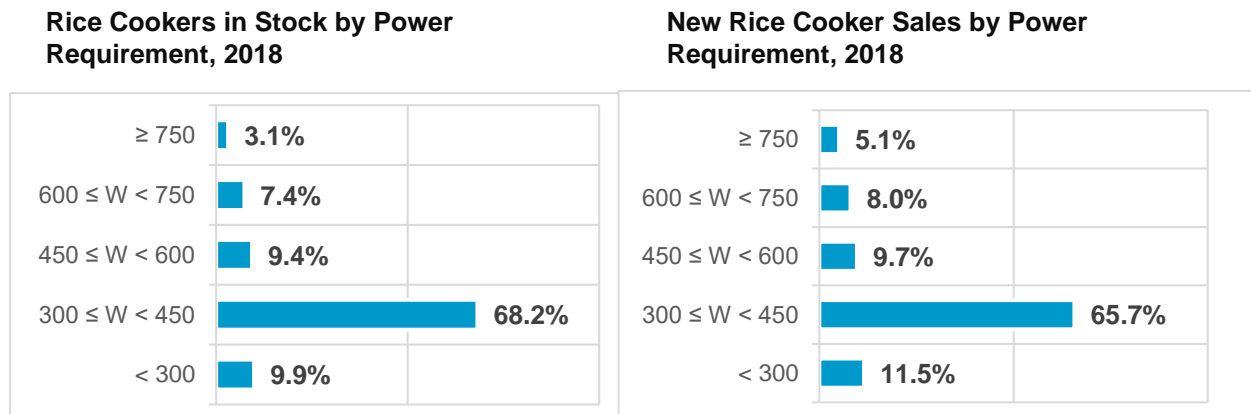 Rice Cookers in Stock by Power
Requirement, 2018
≥ 750 3.1%
600 ≤ W < 750 7.4%
450 ≤ W < 600 9.4%
300 ≤ W < 450 68.2%
< 300 9.9%
New Rice Cooker Sales by Power
Requirement, 2018
≥ 750 5.1%
600 ≤ W < 750 8.0%
450 ≤ W < 600 9.7%
300 ≤ W < 450 65.7%
< 300 11.5%